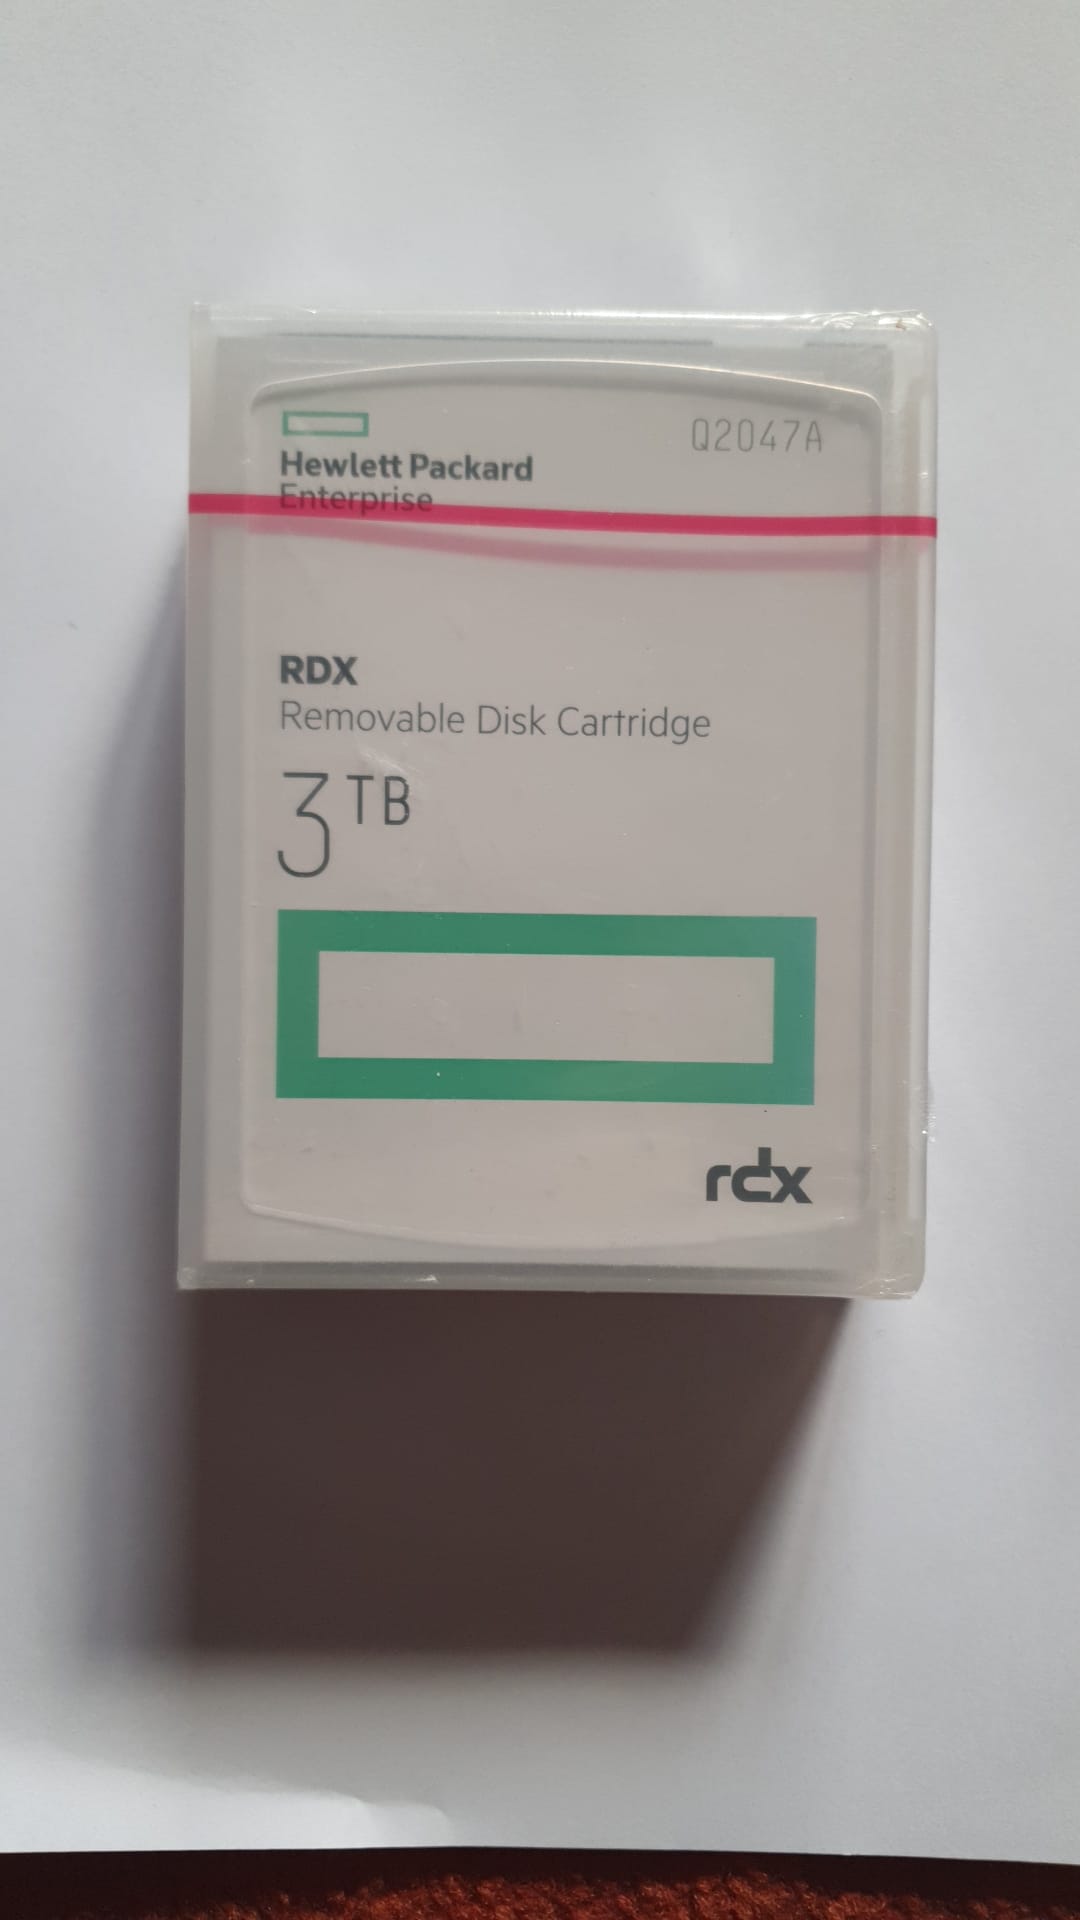 Q2047A
Hewlett Packard
Enterprise
RDX
Removable Disk Cartridge
3 TB
rdx